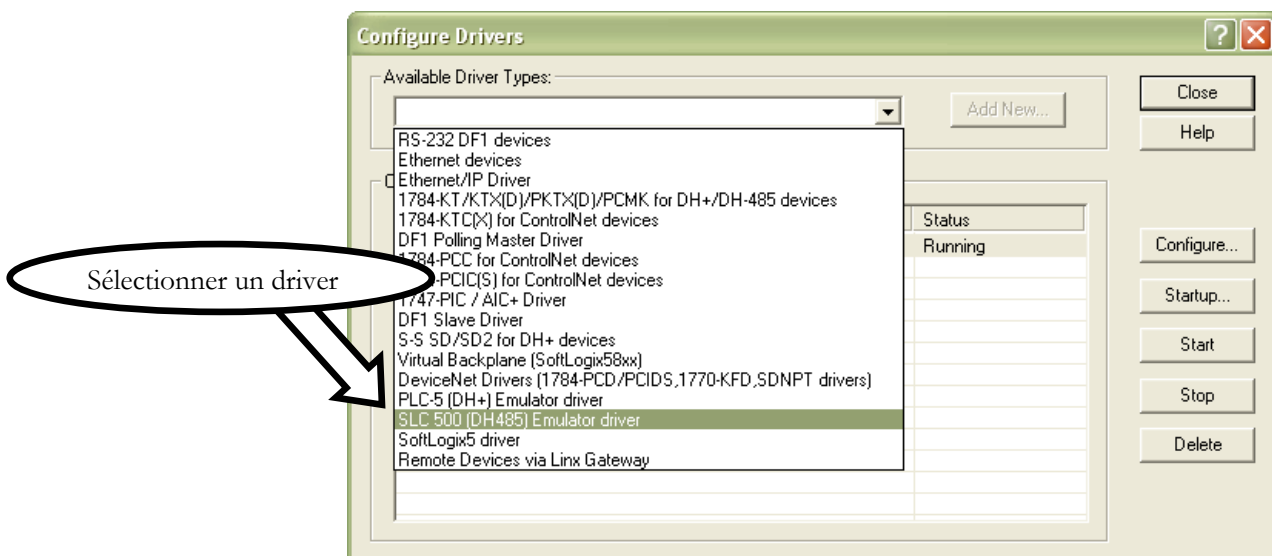 Configure Drivers
Available Driver Types:
Add New...
Close
Help
RS-232 DF1 devices
Ethernet devices
Ethernet/IP Driver
1784-KT/KTX(D)/PKTX(D)/PCMK for DH+/DH-485 devices
1784-KTC(X) for ControlNet devices
DF1 Polling Master Driver
1784-PCC for ControlNet devices
-PCIC(S) for ControlNet devices
1747-PIC / AIC+ Driver
DF1 Slave Driver
S-S SD/SD2 for DH+ devices
Virtual Backplane (SoftLogix58xx)
DeviceNet Drivers (1784-PCD/PCIDS,1770-KFD,SDNPT drivers)
PLC-5 (DH+) Emulator driver
SLC 500 (DH485) Emulator driver
SoftLogix5 driver
Remote Devices via Linx Gateway
Status
Running
Configure...
Startup...
Start
Stop
Delete
Sélectionner un driver